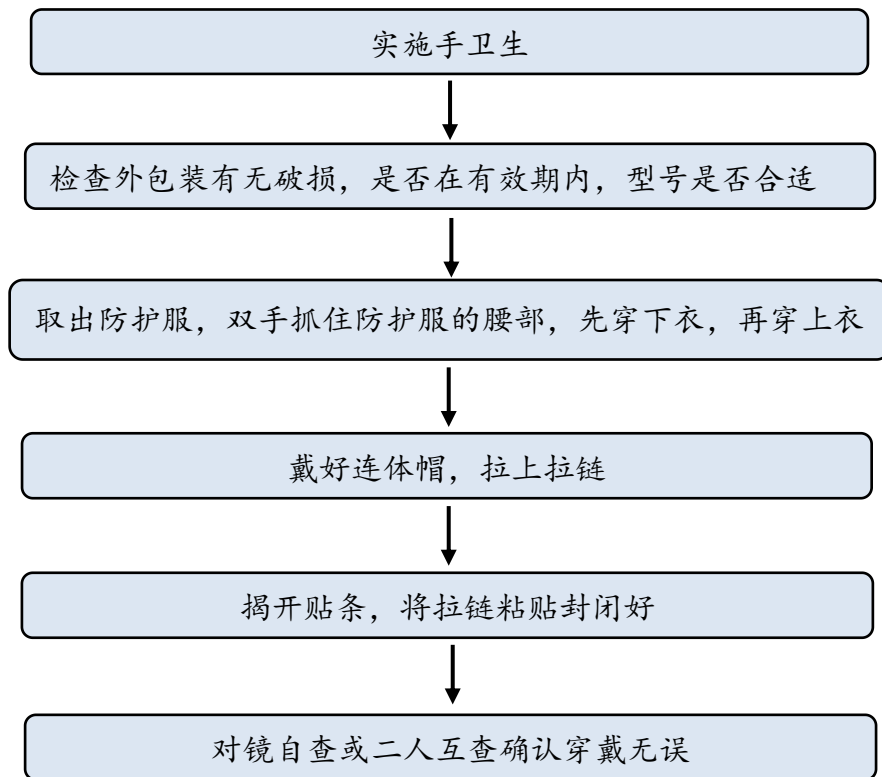 实施手卫生
检查外包装有无破损，是否在有效期内，型号是否合适
取出防护服，双手抓住防护服的腰部，先穿下衣，再穿上衣
戴好连体帽，拉上拉链
揭开贴条，将拉链粘贴封闭好
对镜自查或二人互查确认穿戴无误